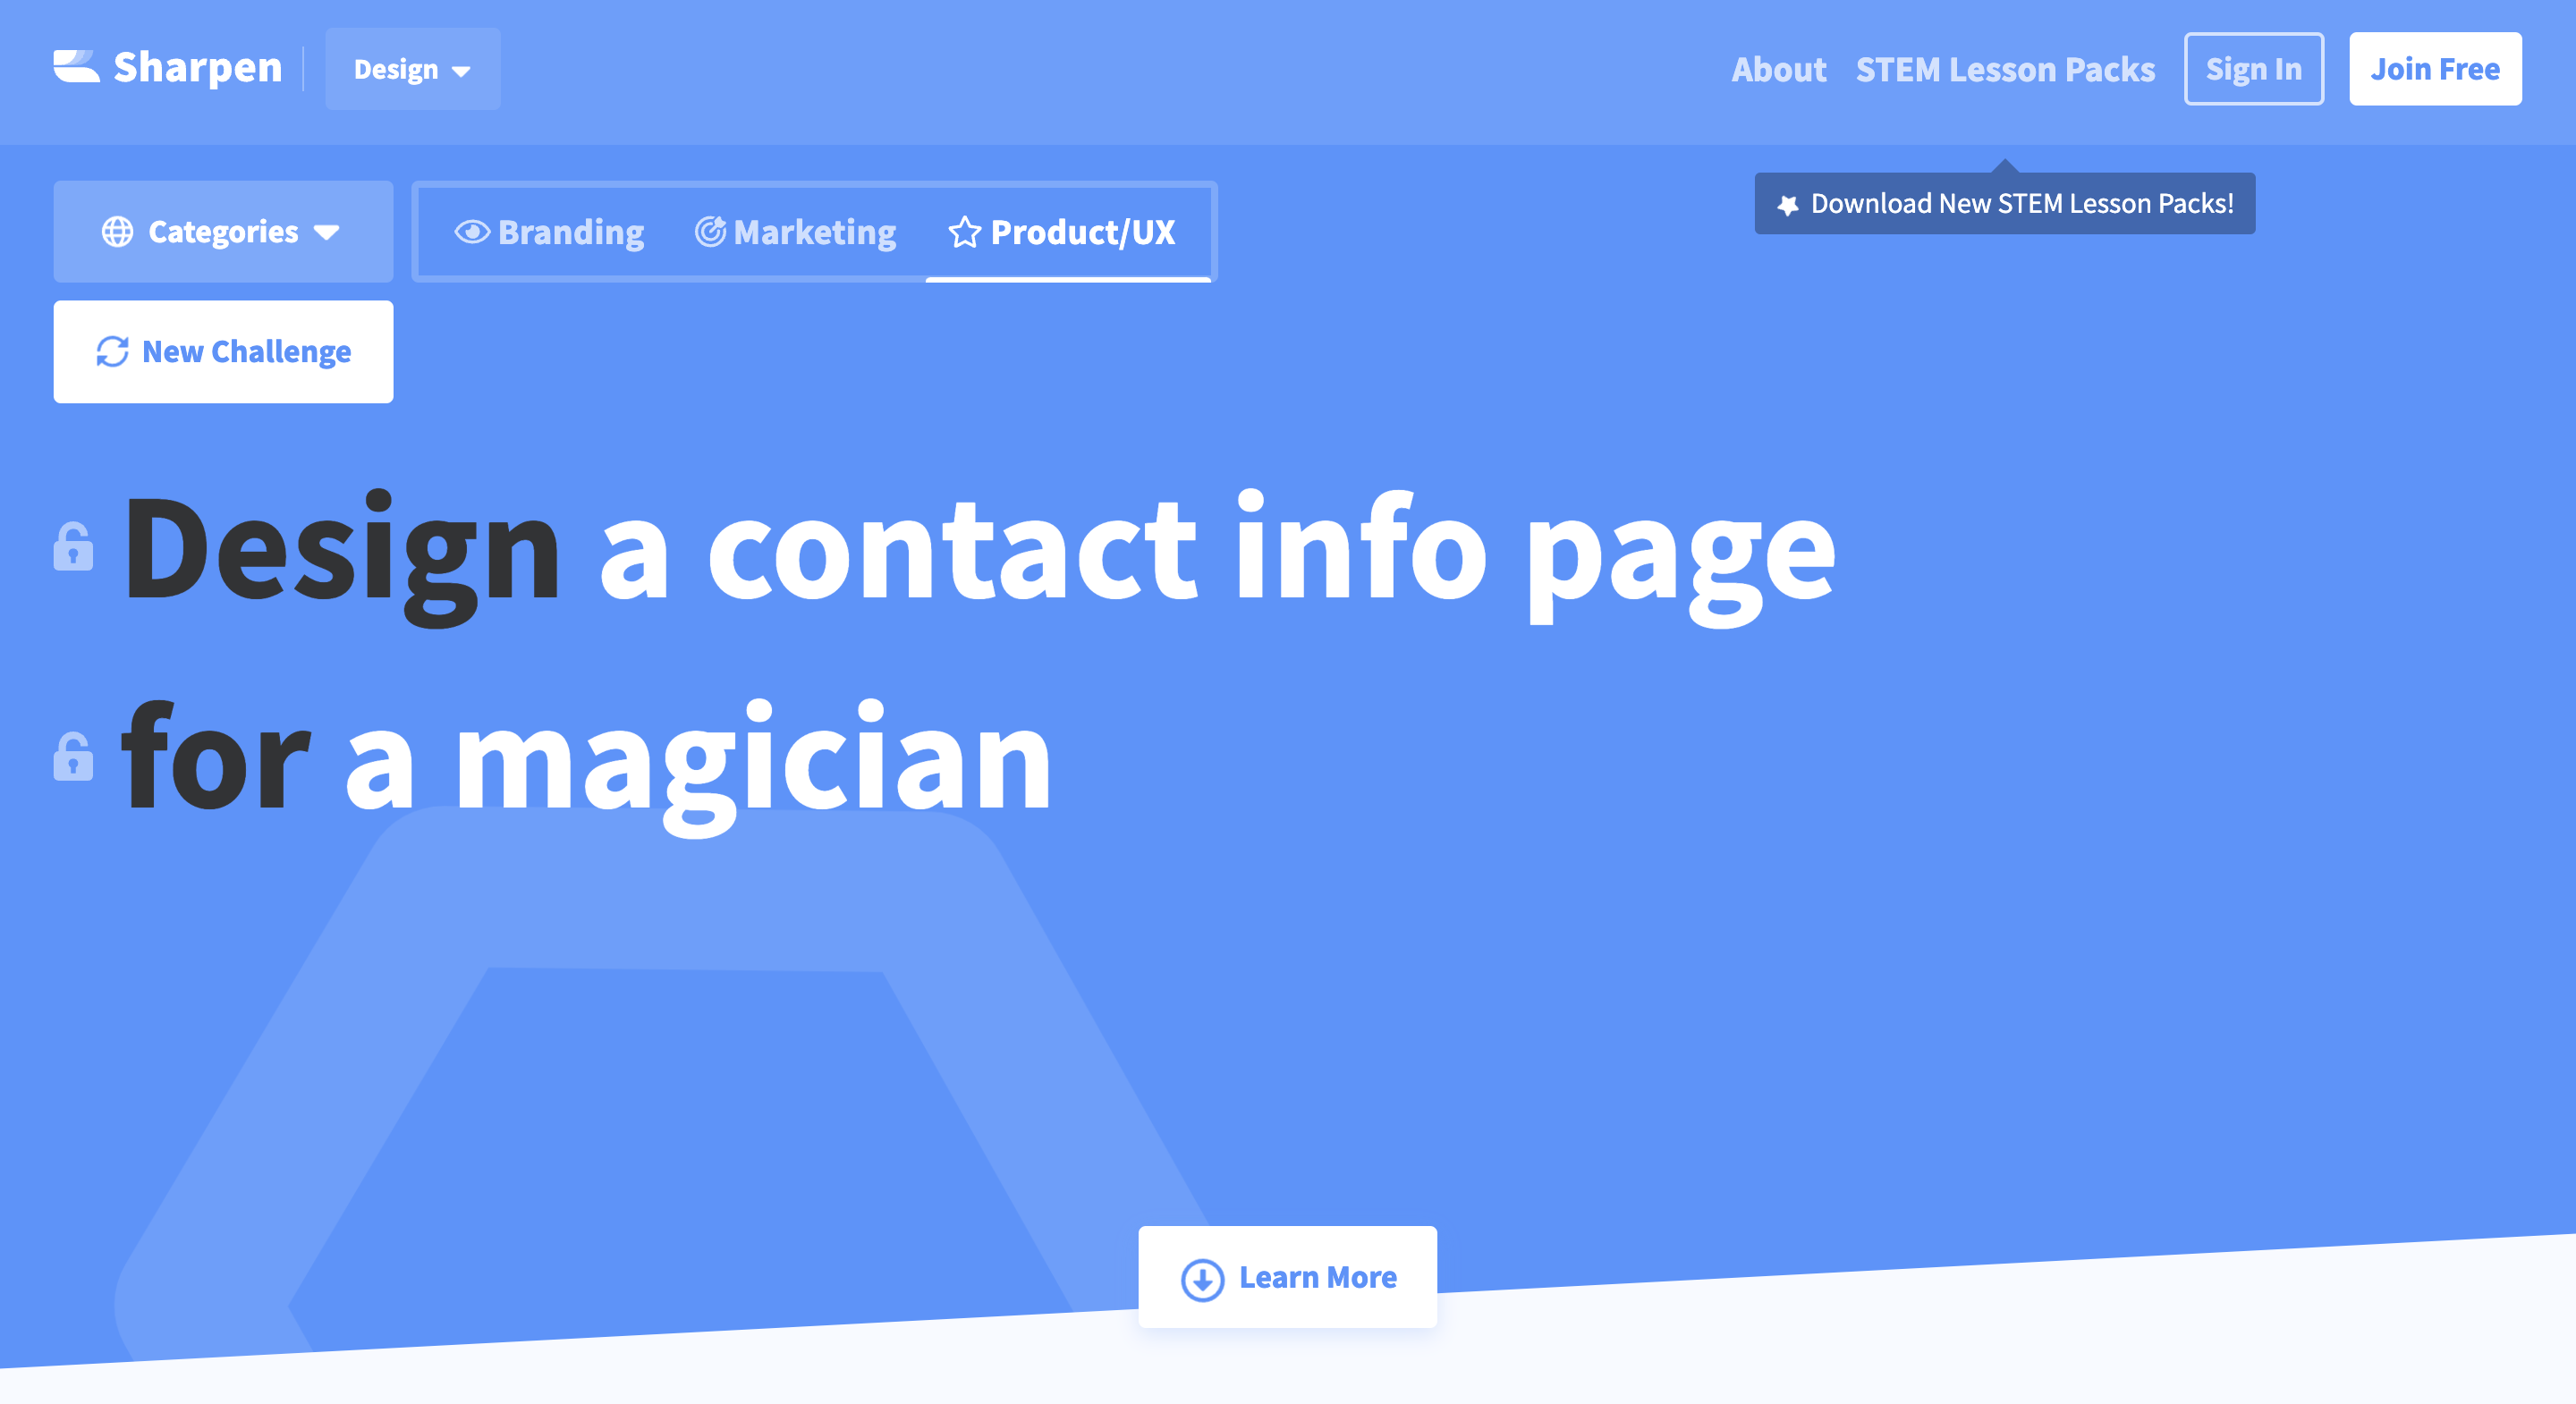 Sharpen
Design
About
STEM Lesson Packs
Sign In
Join Free
Download New STEM Lesson Packs!
Categories
Branding
Marketing
Product/UX
New Challenge
Design a contact info page
for a magician
Learn More